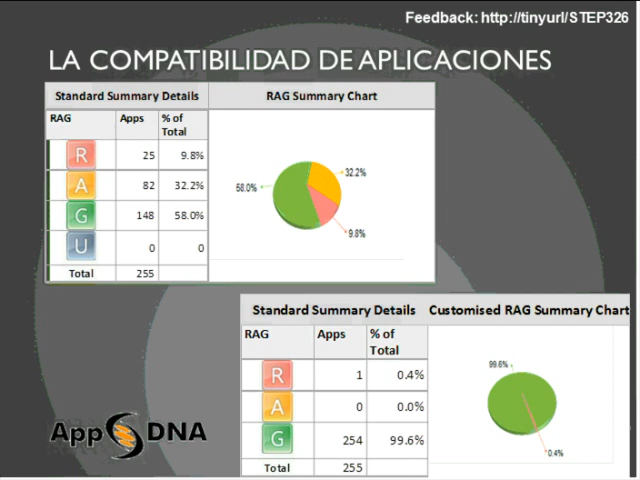 Feedback: http://tinyurl/STEP326
LA COMPATIBILIDAD DE APLICACIONES
Standard Summary Details RAG Summary Chart
RAG Apps % of Total
R 25 9.8%
A 82 32.2%
G 148 58.0%
U 0 0
Total 255
32.2%
58.0%
9.8%
Standard Summary Details Customised RAG Summary Chart
RAG Apps % of Total
R 1 0.4%
A 0 0.0%
G 254 99.6%
Total 255
99.6%
0.4%
App DNA